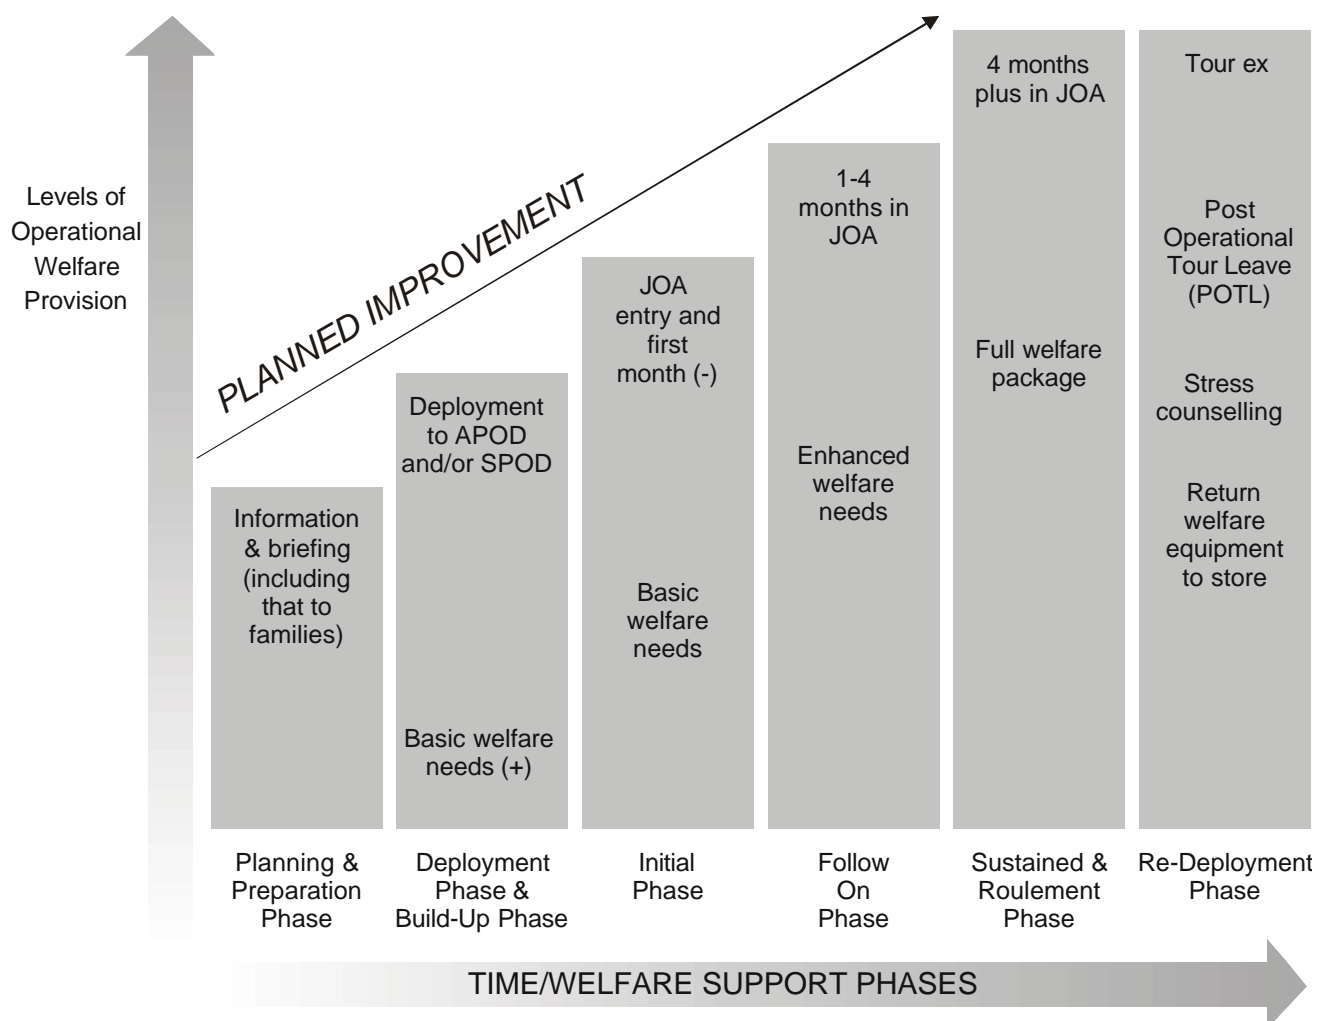 Levels of
Operational
Welfare
Provision
PLANNED IMPROVEMENT
Information
& briefing
(including
that to
families)
Deployment
to APOD
and/or SPOD
Basic welfare
needs (+)
JOA
entry and
first
month (-)
Basic
welfare
needs
1-4
months in
JOA
Enhanced
welfare
needs
4 months
plus in JOA
Full welfare
package
Tour ex
Post
Operational
Tour Leave
(POTL)
Stress
counselling
Return
welfare
equipment
to store
Planning &
Preparation
Phase
Deployment
Phase &
Build-Up Phase
Initial
Phase
Follow
On
Phase
Sustained &
Roulement
Phase
Re-Deployment
Phase
TIME/WELFARE SUPPORT PHASES